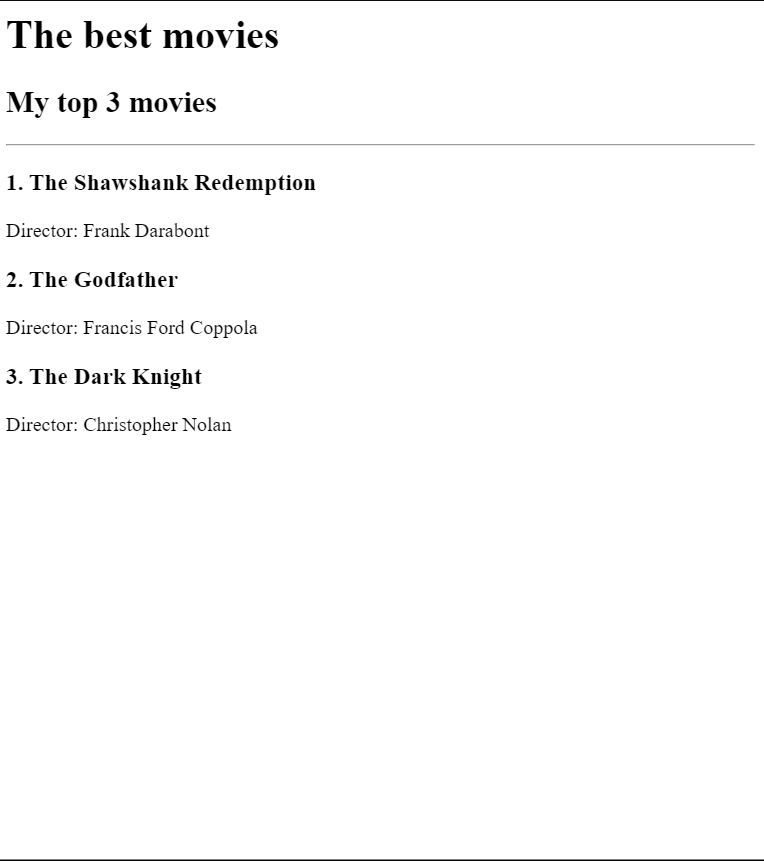 The best movies
My top 3 movies
1. The Shawshank Redemption
Director: Frank Darabont
2. The Godfather
Director: Francis Ford Coppola
3. The Dark Knight
Director: Christopher Nolan